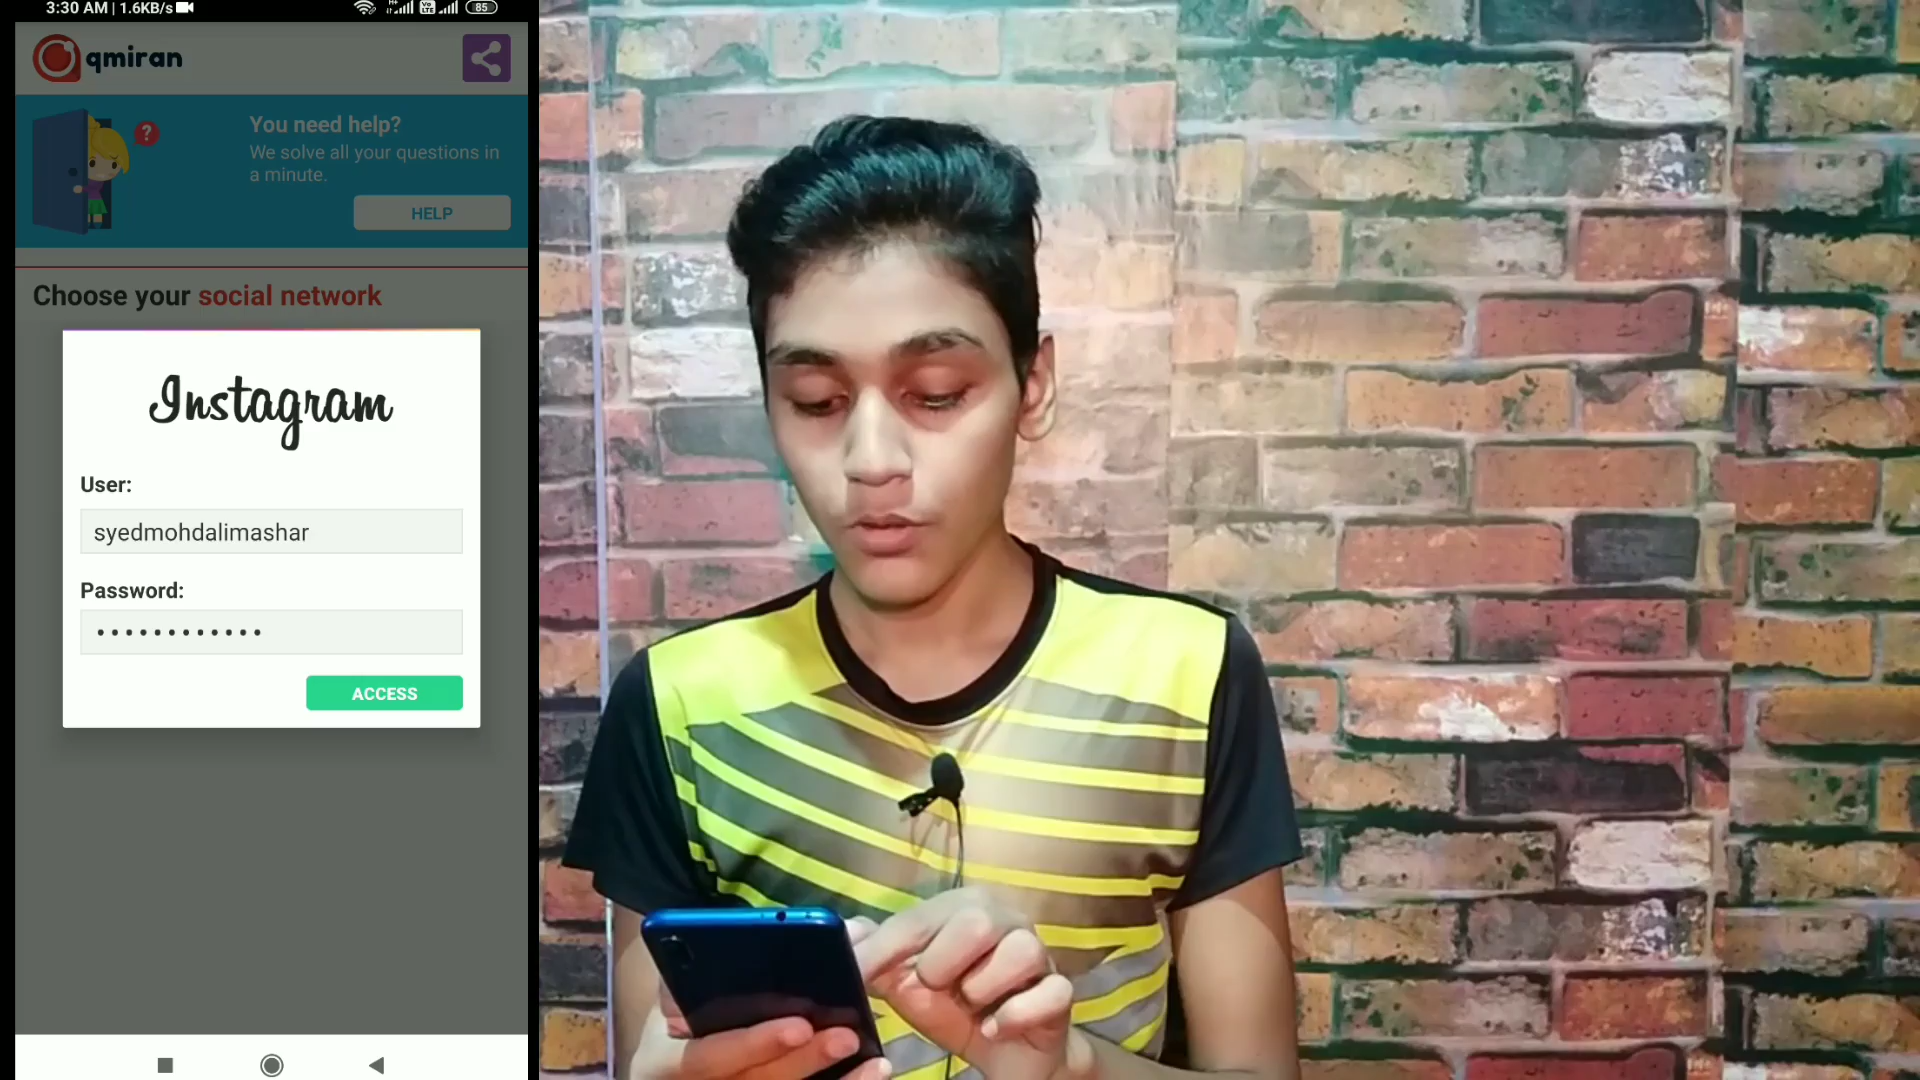 3:30 AM | 1.6KB/s
85
qmiran
?
You need help?
We solve all your questions in
a minute.
HELP
Choose your social network
Instagram
User:
syedmohdalimashar
Password:
ACCESS